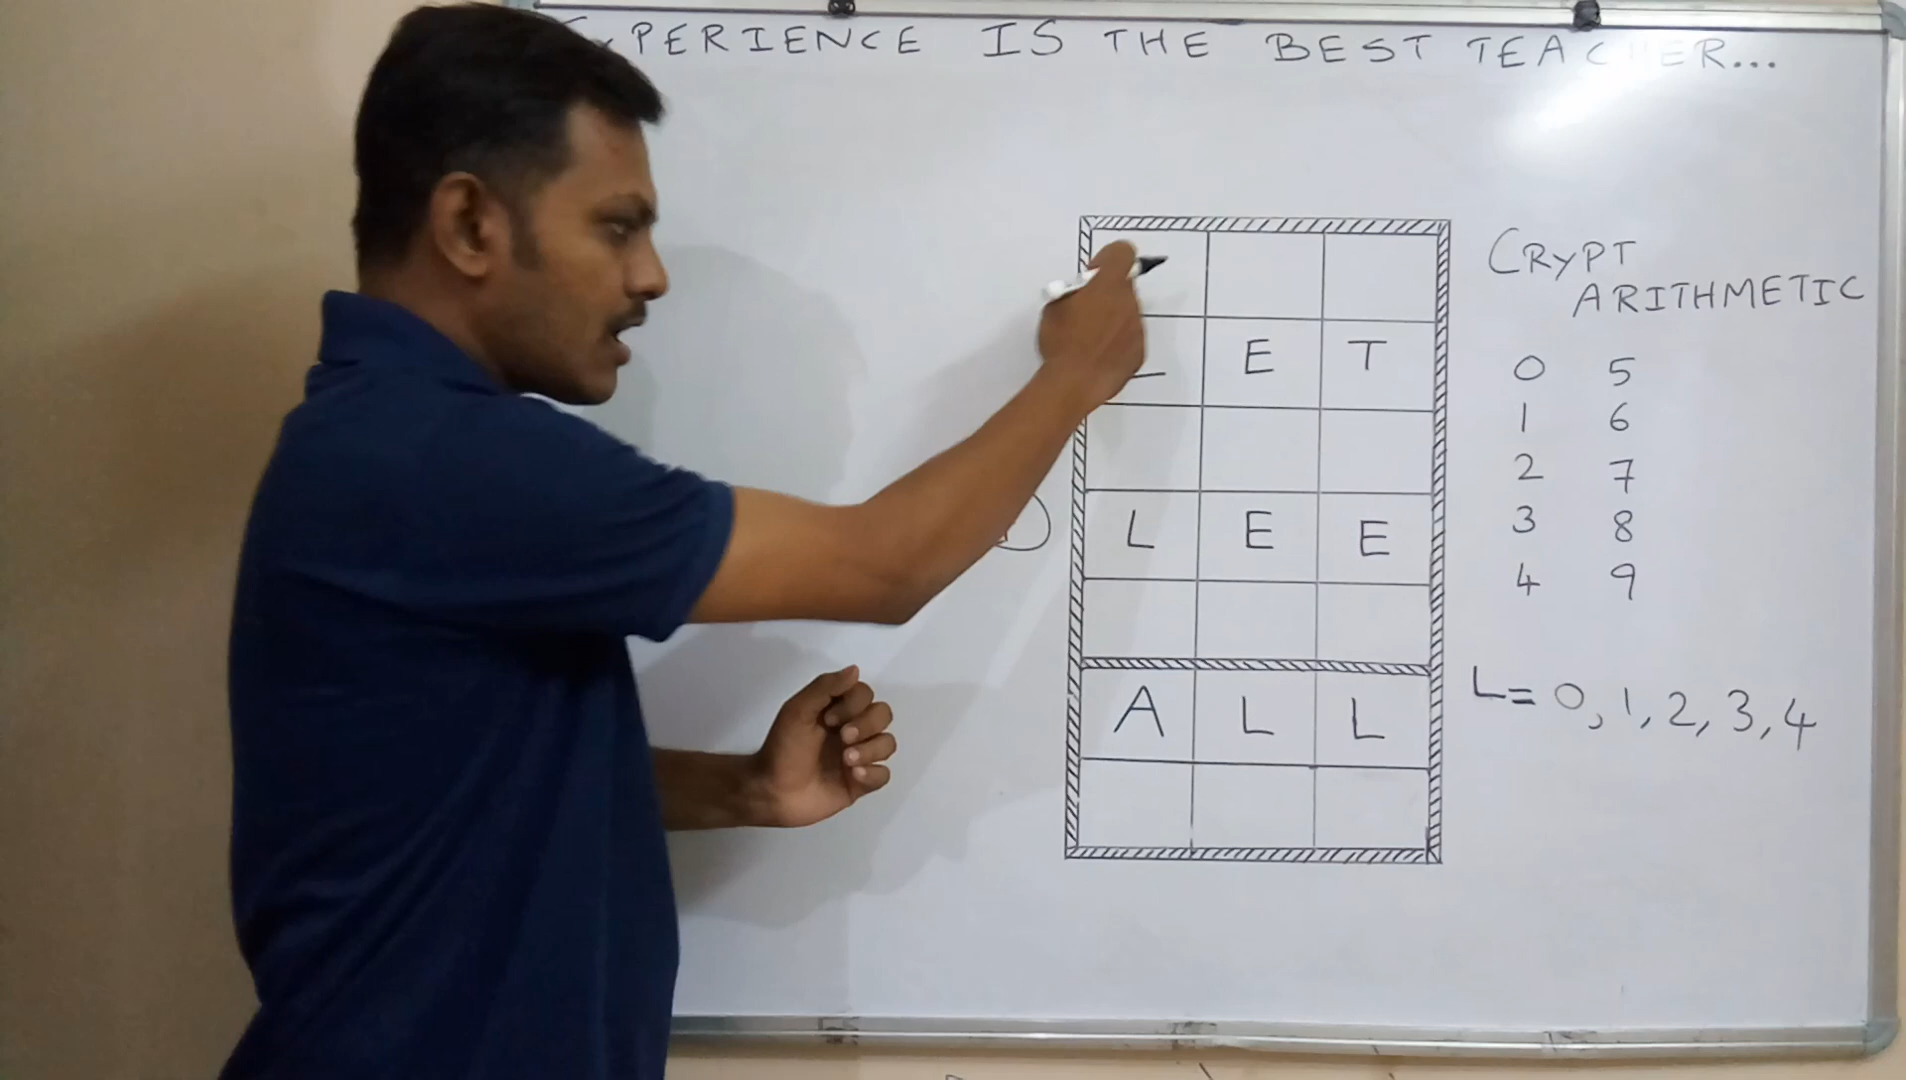 EXPERIENCE IS THE BEST TEACHER...
CRYPT
ARITHMETIC
L E T
L E E
A L L
0 5
1 6
2 7
3 8
4 9
L= 0, 1, 2, 3, 4